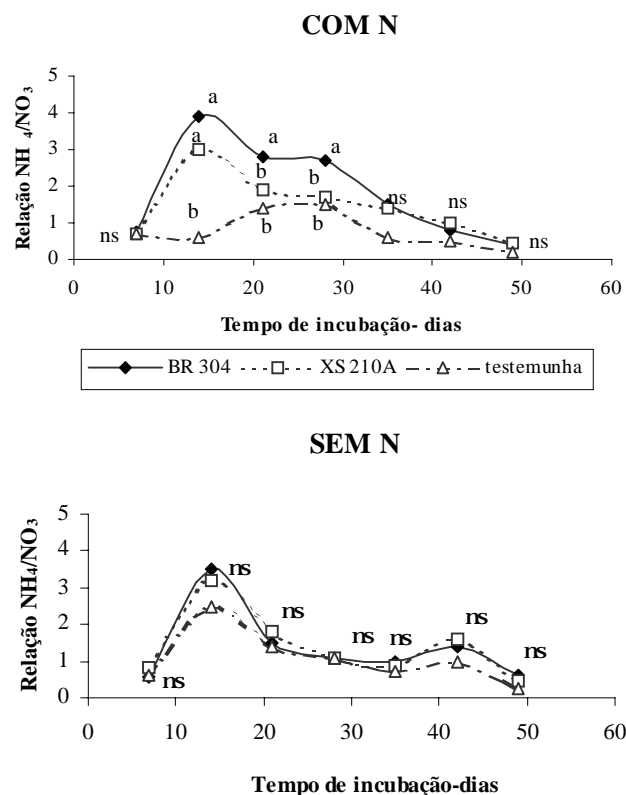 COM N
Relação NH 4/NO3
5
4
3
2
1
0
a
a
a
a
b
b
b
b
b
ns
ns
ns
ns
0
10
20
30
40
50
60
Tempo de incubação- dias
BR 304
XS 210A
testemunha
SEM N
Relação NH4/NO3
5
4
3
2
1
0
ns
ns
ns
ns
ns
ns
ns
0
10
20
30
40
50
60
Tempo de incubação-dias